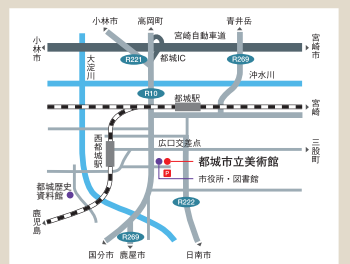 小林市
高岡町
青井岳
宮崎自動車道
小林市
宮崎市
大淀川
R221
都城IC
R269
沖水川
R10
都城駅
宮崎
広口交差点
三股町
西都城駅
都城市立美術館
P
市役所・図書館
都城歴史
資料館
R222
鹿児島
R269
国分市
鹿屋市
日南市